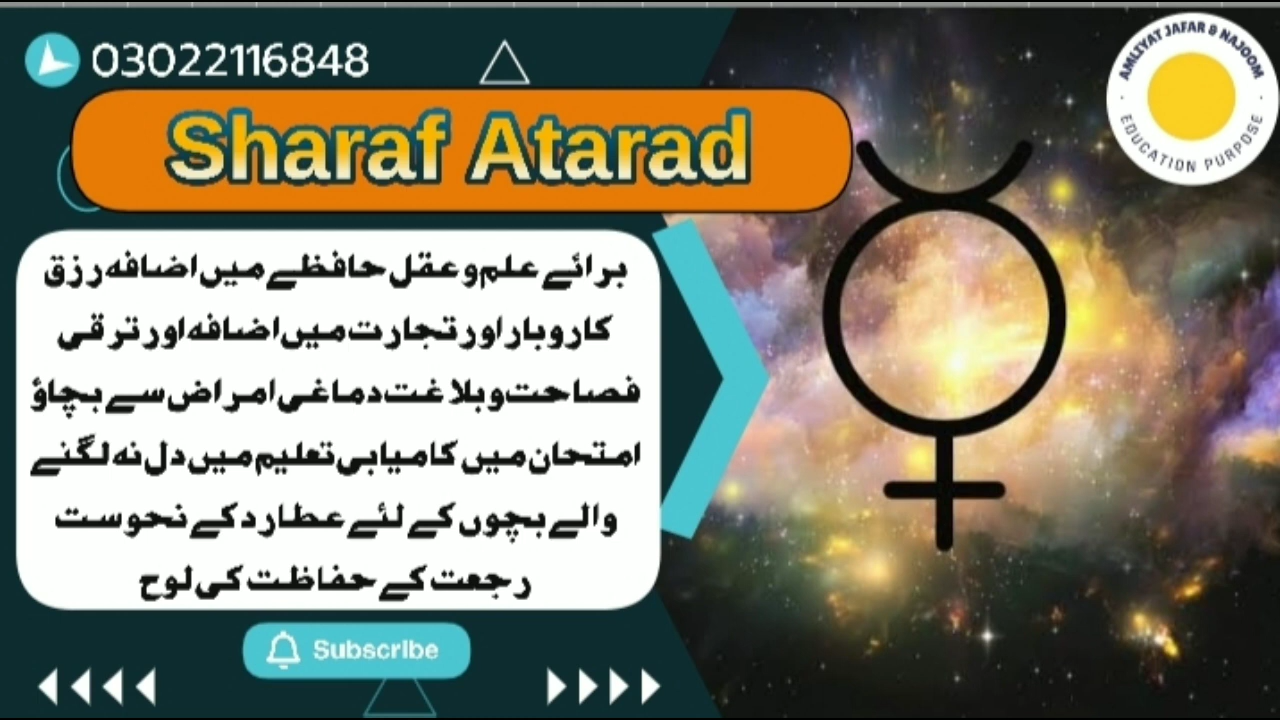 03022116848
AMLIYAT JAFAR & NAJOOM
EDUCATION PURPOSE
Sharaf Atarad
برائے علم و عقل حافظے میں اضافہ رزق
کاروبار اور تجارت میں اضافہ اور ترقی
فصاحت و بلاغت دماغی امراض سے بچاؤ
امتحان میں کامیابی تعلیم میں دل نہ لگنے
والے بچوں کے لئے عطارد کے نحوست
رجعت کے حفاظت کی لوح
Subscribe